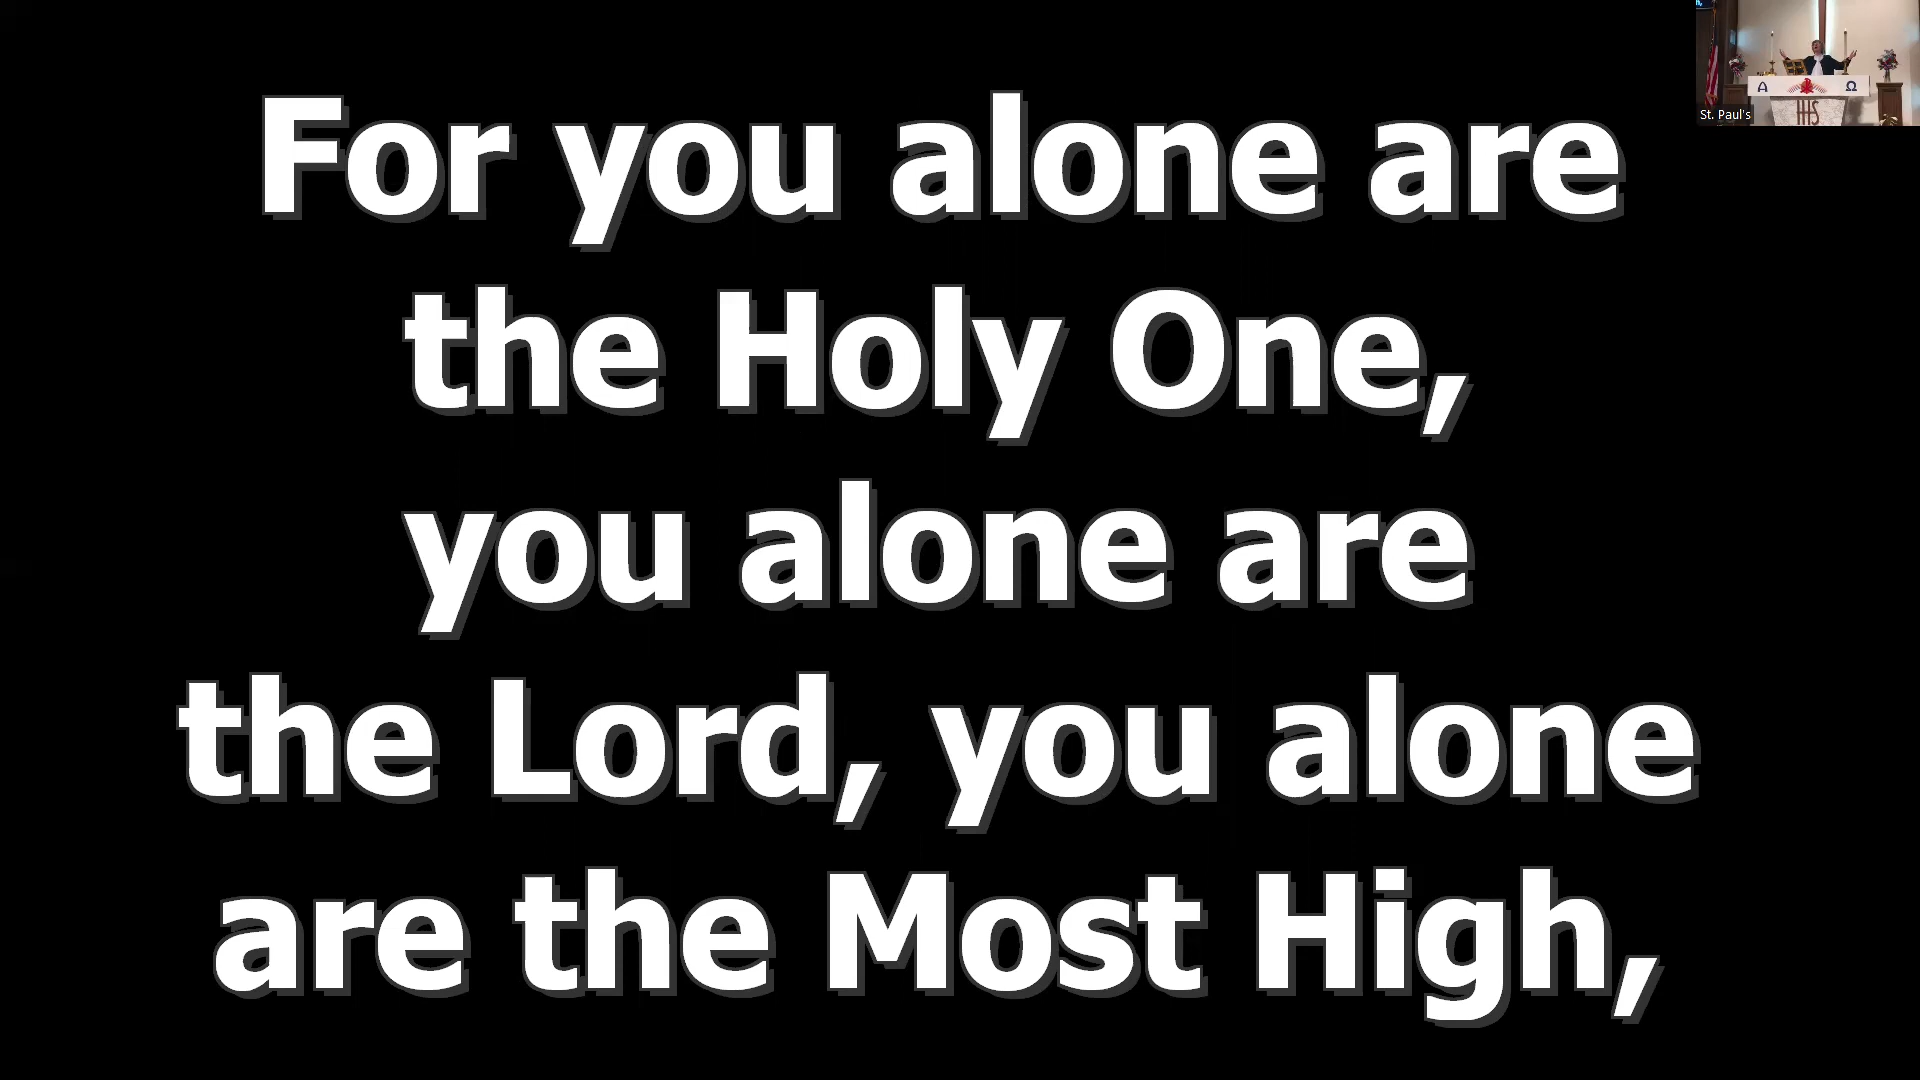 For you alone are
the Holy One,
you alone are
the Lord, you alone
are the Most High,
St. Paul's
Α
Ω
IHS